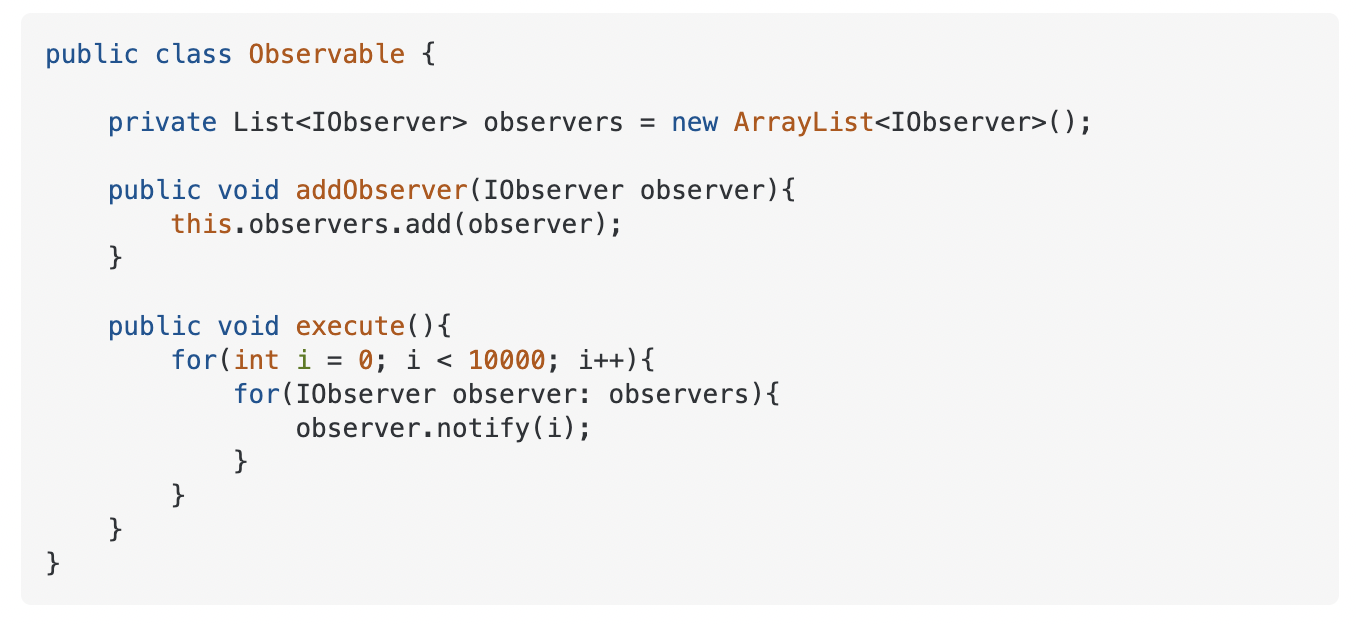 public class Observable {
    private List<IObserver> observers = new ArrayList<IObserver>();
    public void addObserver(IObserver observer){
        this.observers.add(observer);
    }
    public void execute(){
        for(int i = 0; i < 10000; i++){
            for(IObserver observer: observers){
                observer.notify(i);
            }
        }
    }
}